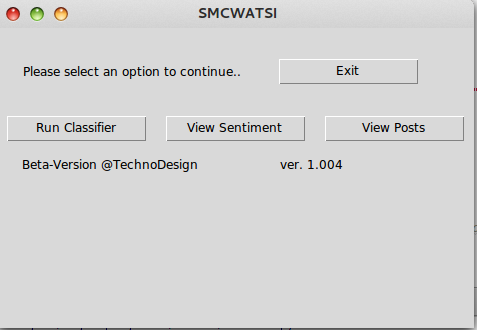 SMCWATSI
Please select an option to continue.. Exit
Run Classifier View Sentiment View Posts
Beta-Version @TechnoDesign ver. 1.004